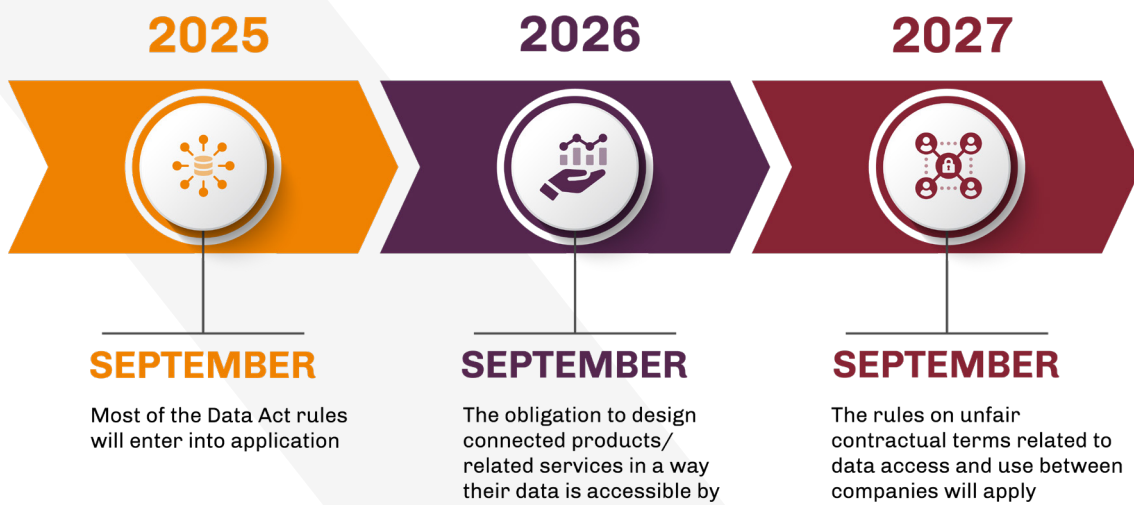 2025
2026
2027
SEPTEMBER
Most of the Data Act rules
will enter into application
SEPTEMBER
The obligation to design
connected products/
related services in a way
their data is accessible by
SEPTEMBER
The rules on unfair
contractual terms related to
data access and use between
companies will apply